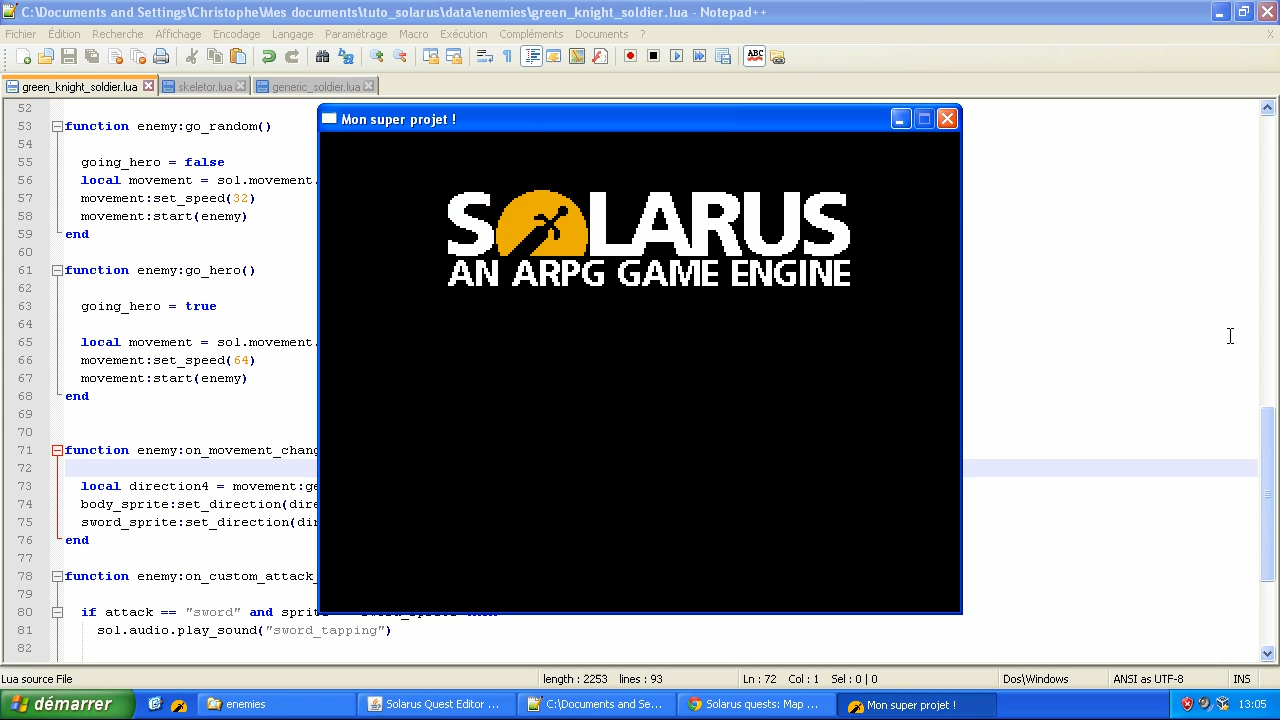 C:\Documents and Settings\Christophe\Mes documents\tuto_solarus\data\enemies\green_knight_soldier.lua - Notepad++
Fichier Édition Recherche Affichage Encodage Langage Paramétrage Macro Exécution Compléments Documents ? X
green_knight_soldier.lua skeletor.lua generic_soldier.lua
52
53 function enemy:go_random()
54
55 going_hero = false
56 local movement = sol.movement.
57 movement:set_speed(32)
58 movement:start(enemy)
59 end
60
61 function enemy:go_hero()
62
63 going_hero = true
64
65 local movement = sol.movement.
66 movement:set_speed(64)
67 movement:start(enemy)
68 end
69
70
71 function enemy:on_movement_chang
72
73 local direction4 = movement:ge
74 body_sprite:set_direction(dire
75 sword_sprite:set_direction(dir
76 end
77
78 function enemy:on_custom_attack_
79
80 if attack == "sword" and sprit
81 sol.audio.play_sound("sword_tapping")
82
Mon super projet !
SOLARUS
AN ARPG GAME ENGINE
Lua source File length : 2253 lines : 93 Ln : 72 Col : 1 Sel : 0 | 0 Dos\Windows ANSI as UTF-8 INS
démarrer enemies Solarus Quest Editor ... C:\Documents and Se... Solarus quests: Map ... Mon super projet ! 13:05